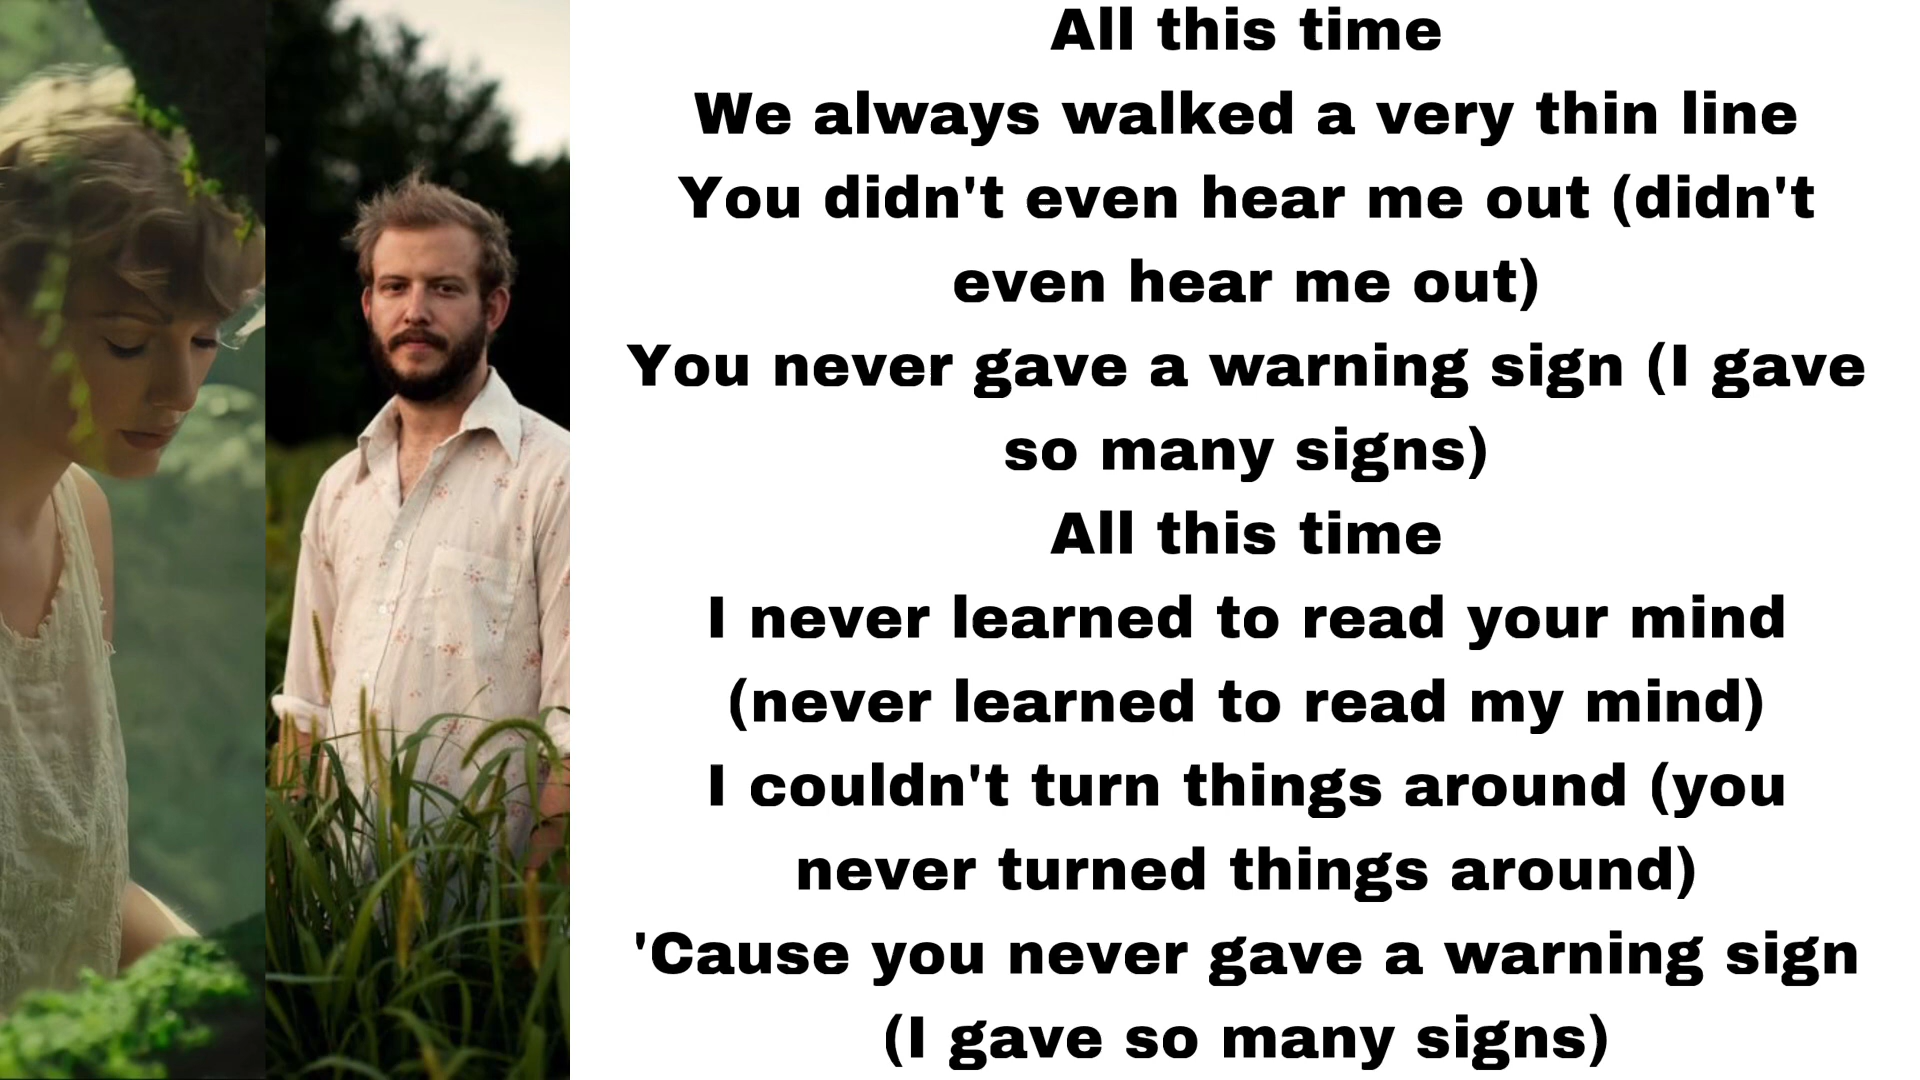 All this time
We always walked a very thin line
You didn't even hear me out (didn't
even hear me out)
You never gave a warning sign (I gave
so many signs)
All this time
I never learned to read your mind
(never learned to read my mind)
I couldn't turn things around (you
never turned things around)
'Cause you never gave a warning sign
(I gave so many signs)